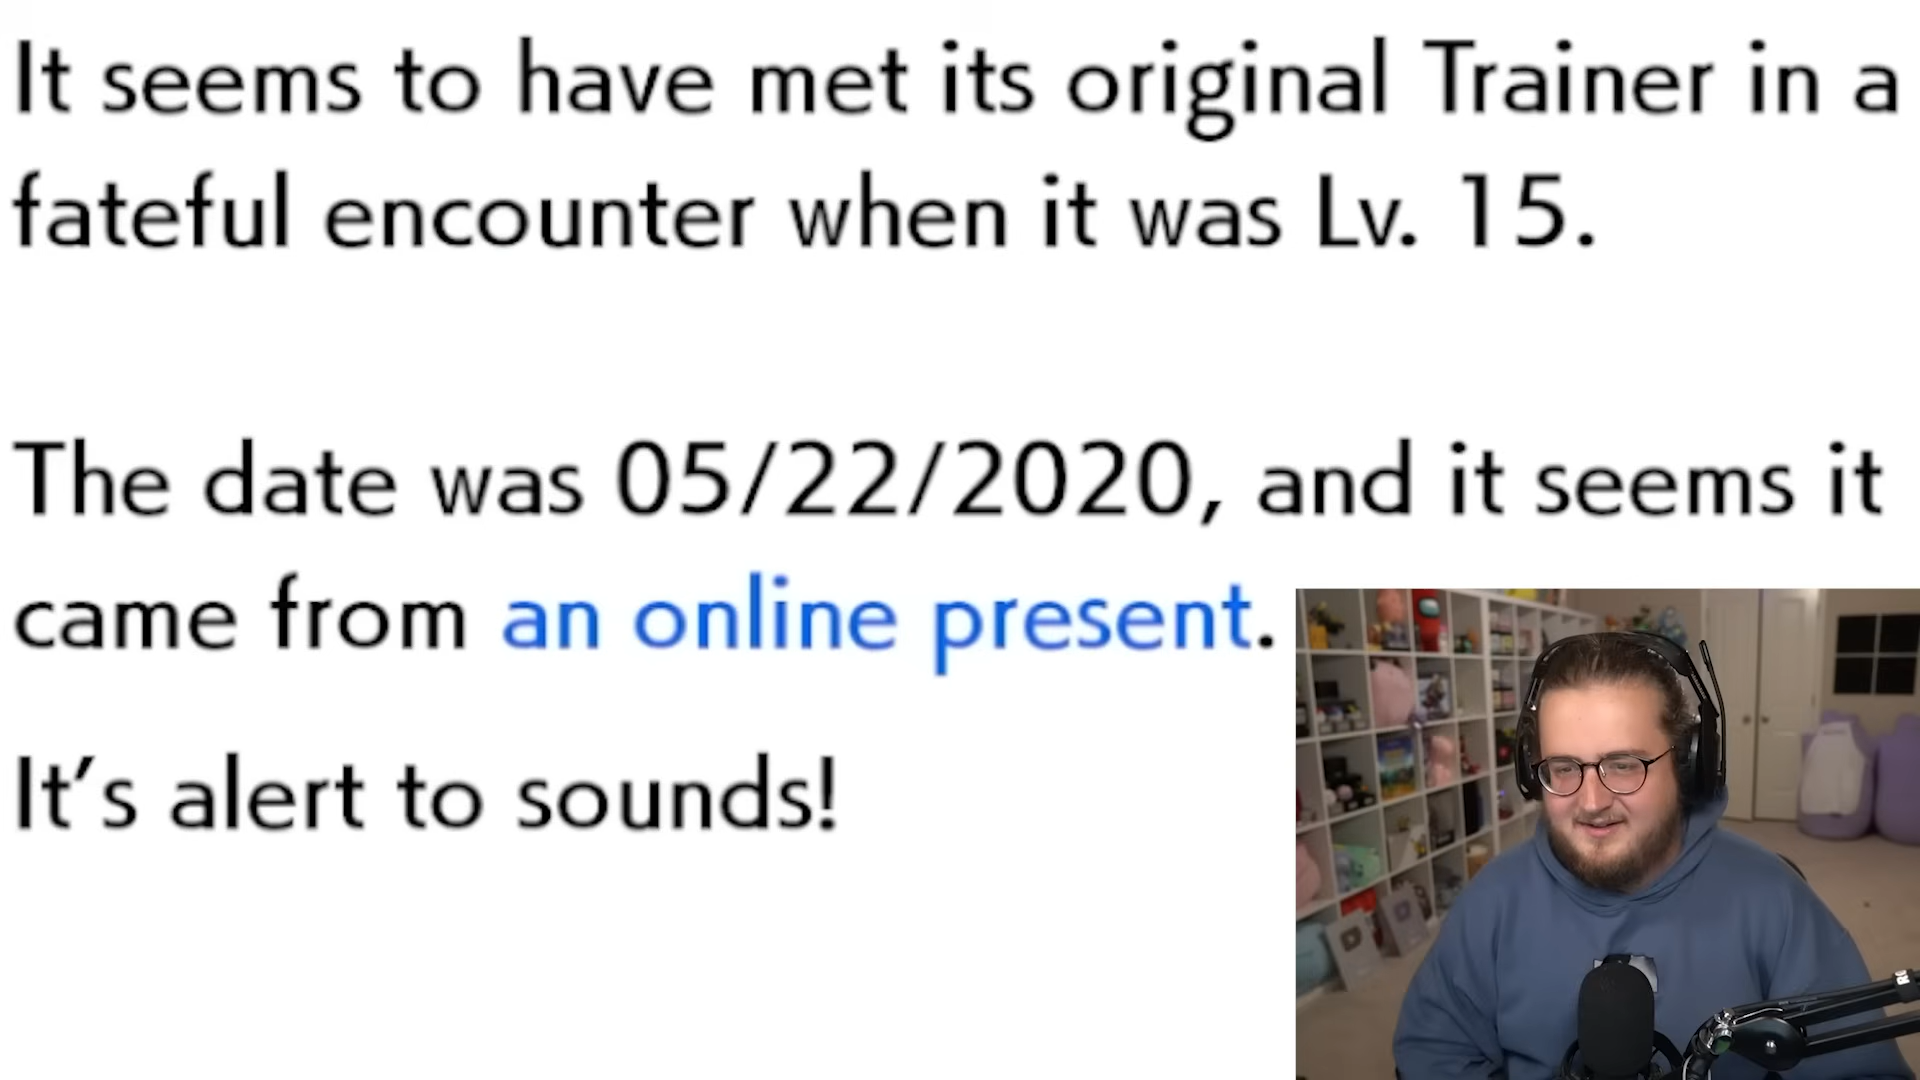 It seems to have met its original Trainer in a
fateful encounter when it was Lv. 15.
The date was 05/22/2020, and it seems it
came from an online present.
It's alert to sounds!